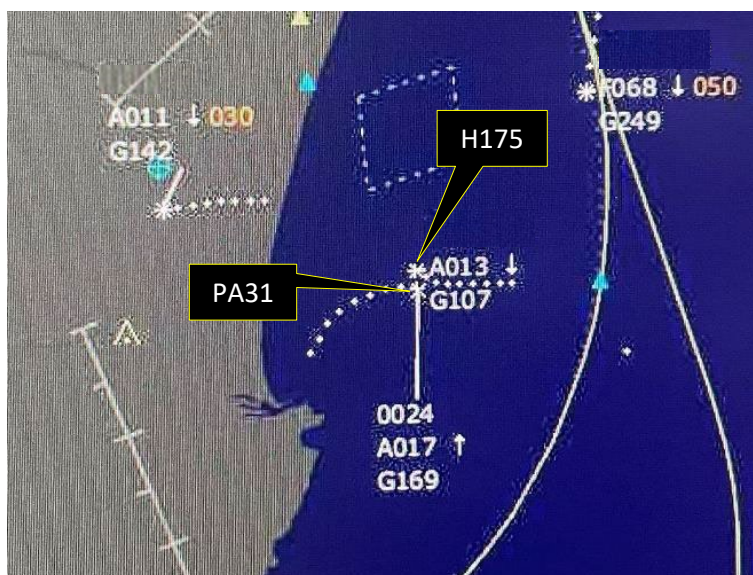 A011 ↓ 030
G142
F068 ↓ 050
G249
H175
A013 ↓
G107
PA31
0024
A017 ↑
G169